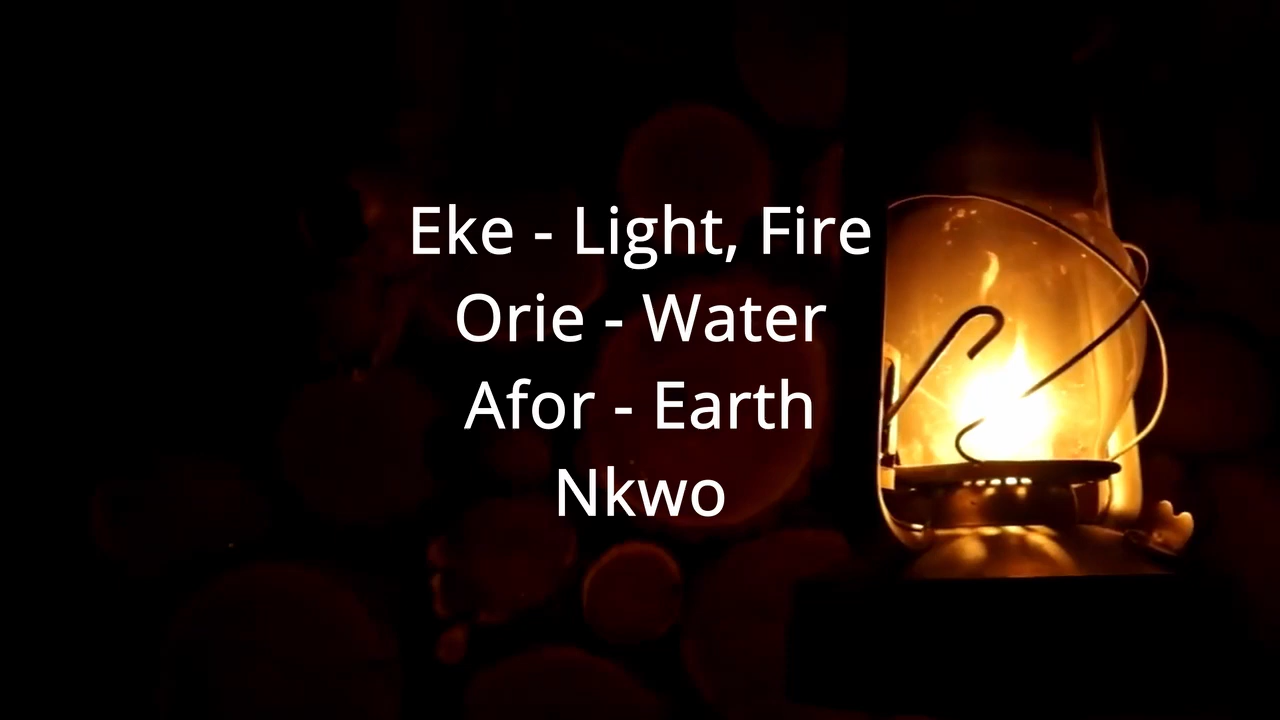 Eke - Light, Fire
Orie - Water
Afor - Earth
Nkwo